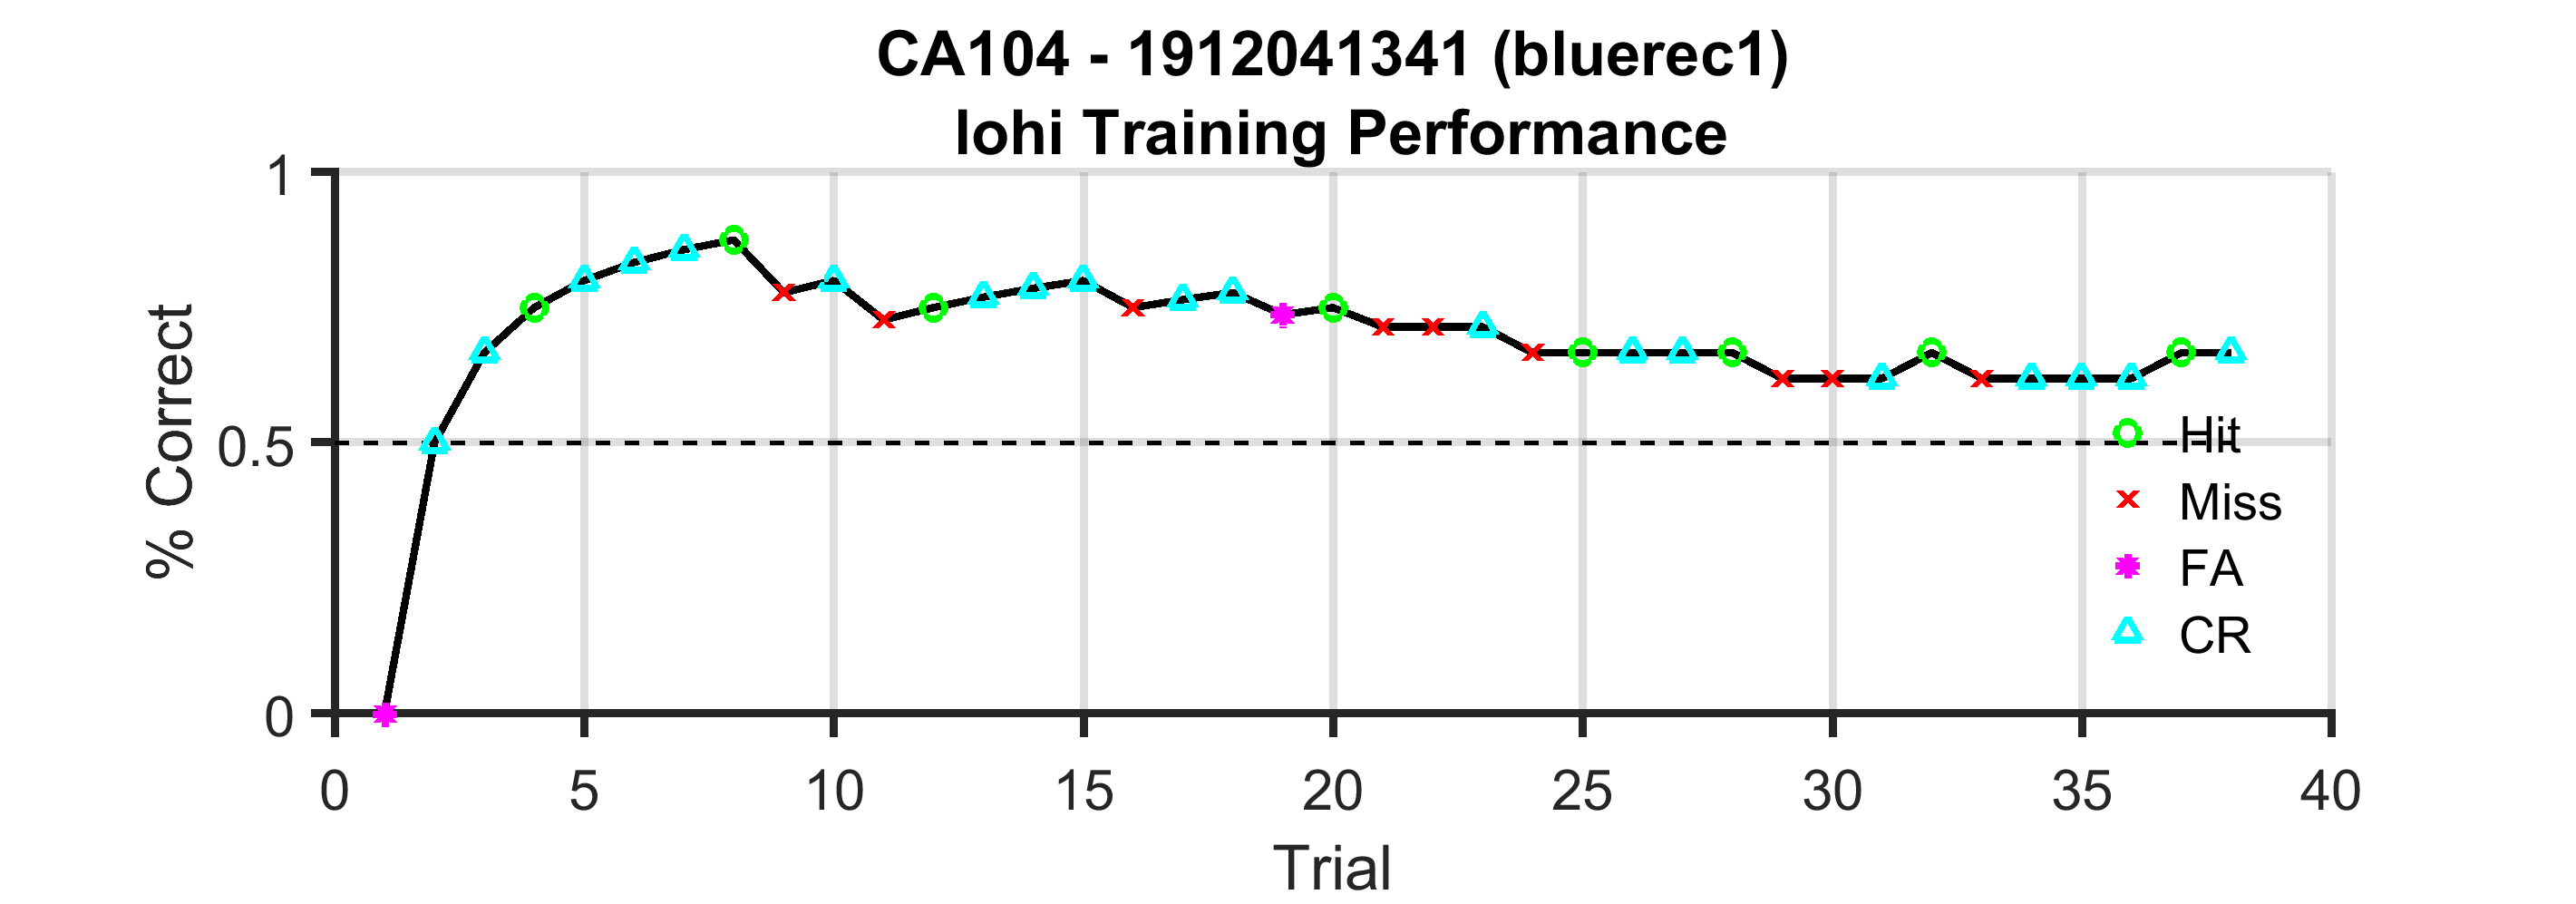 CA104 - 1912041341 (bluerec1)
lohi Training Performance
1
0.5
0
% Correct
Hit
Miss
FA
CR
0 5 10 15 20 25 30 35 40
Trial